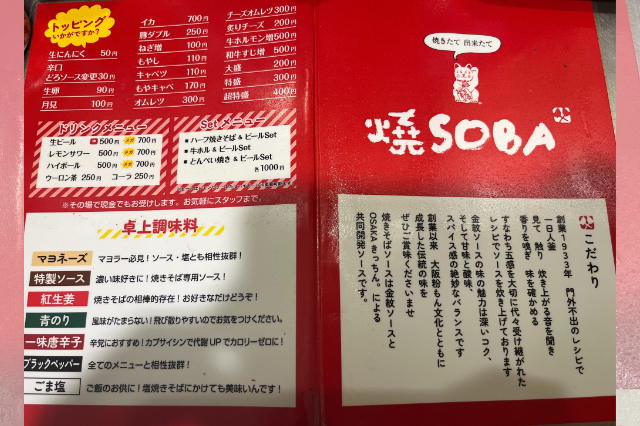 トッピング
いかがですか?
生にんにく 50円
辛口
どろソース変更 30円
生卵 90円
月見 100円
イカ 700円
豚ダブル 250円
ねぎ増 100円
もやし 110円
キャベツ 110円
もやキャベ 170円
オムレツ 300円
チーズオムレツ 300円
炙りチーズ 200円
牛ホルモン増 500円
和牛すじ増 500円
大盛 200円
特盛 300円
超特盛 400円
ドリンクメニュー
生ビール 500円 700円
レモンサワー 500円 700円
ハイボール 500円 700円
ウーロン茶 250円 コーラ 250円
Setメニュー
■ハーフ焼きそば & ビールSet
■牛ホル & ビールSet
■とんぺい焼き & ビールSet
各1000円
※その場で現金でもお受けします。お気軽にスタッフまで。
卓上調味料
マヨネーズ マヨラー必見!ソース・塩とも相性抜群!
特製ソース 濃い味好きに!焼きそば専用ソース!
紅生姜 焼きそばの相棒的存在!お好きなだけどうぞ!
青のり 風味がたまらない!飛び散りやすいのでお気をつけください。
一味唐辛子 辛党におすすめ!カプサイシンで代謝UPでカロリーゼロに!
ブラックペッパー 全てのメニューと相性抜群!
ごま塩 ご飯のお供に!塩焼きそばにかけても美味いんです!
焼きたて 出来たて
燒SOBA
こだわり
創業1933年 門外不出のレシピで
一日人釜
見て 触り 炊き上がる音を聞き
香りを嗅ぎ 味を確かめる
すなわち五感を大切に代々受け継がれた
レシピでソースを炊き上げております
金紋ソースの味の魅力は深いコク、
そして甘味と酸味、
スパイス感の絶妙なバランスです
創業以来 大阪粉もん文化とともに
成長した伝統の味を
ぜひご賞味くださいませ
焼きそばソースは金紋ソースと
OSAKAきっちん。による
共同開発ソースです。